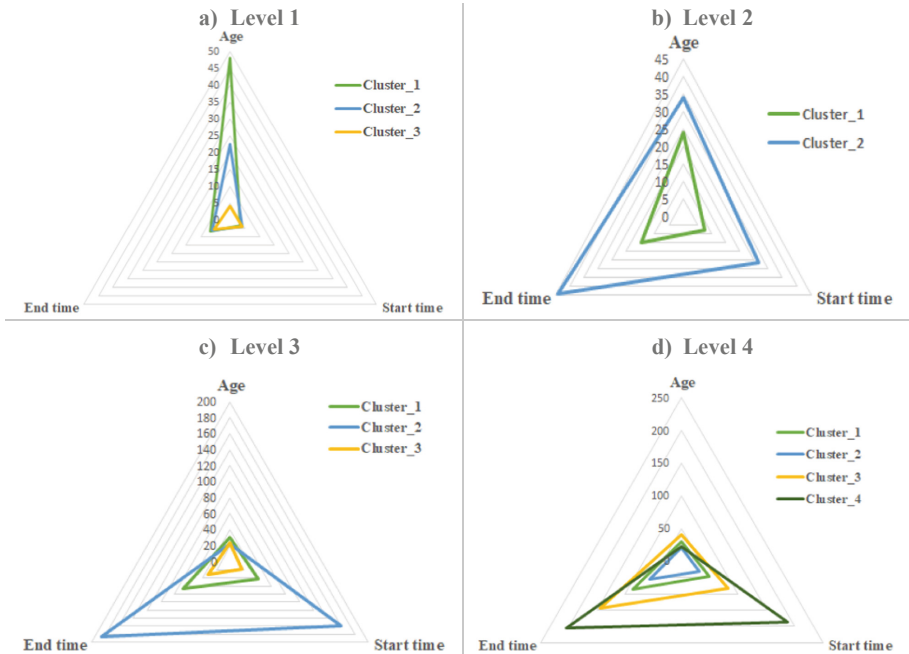 a) Level 1
Age
50
45
40
35
30
25
20
15
10
5
0
Cluster_1
Cluster_2
Cluster_3
End time
Start time
b) Level 2
Age
45
40
35
30
25
20
15
10
5
0
Cluster_1
Cluster_2
End time
Start time
c) Level 3
Age
200
180
160
140
120
100
80
60
40
20
0
Cluster_1
Cluster_2
Cluster_3
End time
Start time
d) Level 4
Age
250
200
150
100
50
0
Cluster_1
Cluster_2
Cluster_3
Cluster_4
End time
Start time